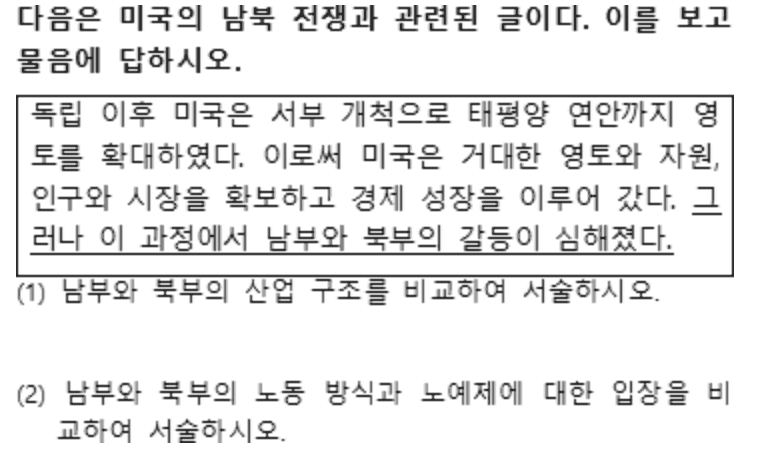 다음은 미국의 남북 전쟁과 관련된 글이다. 이를 보고
물음에 답하시오.
독립 이후 미국은 서부 개척으로 태평양 연안까지 영
토를 확대하였다. 이로써 미국은 거대한 영토와 자원,
인구와 시장을 확보하고 경제 성장을 이루어 갔다. 그
러나 이 과정에서 남부와 북부의 갈등이 심해졌다.
(1) 남부와 북부의 산업 구조를 비교하여 서술하시오.
(2) 남부와 북부의 노동 방식과 노예제에 대한 입장을 비
교하여 서술하시오.